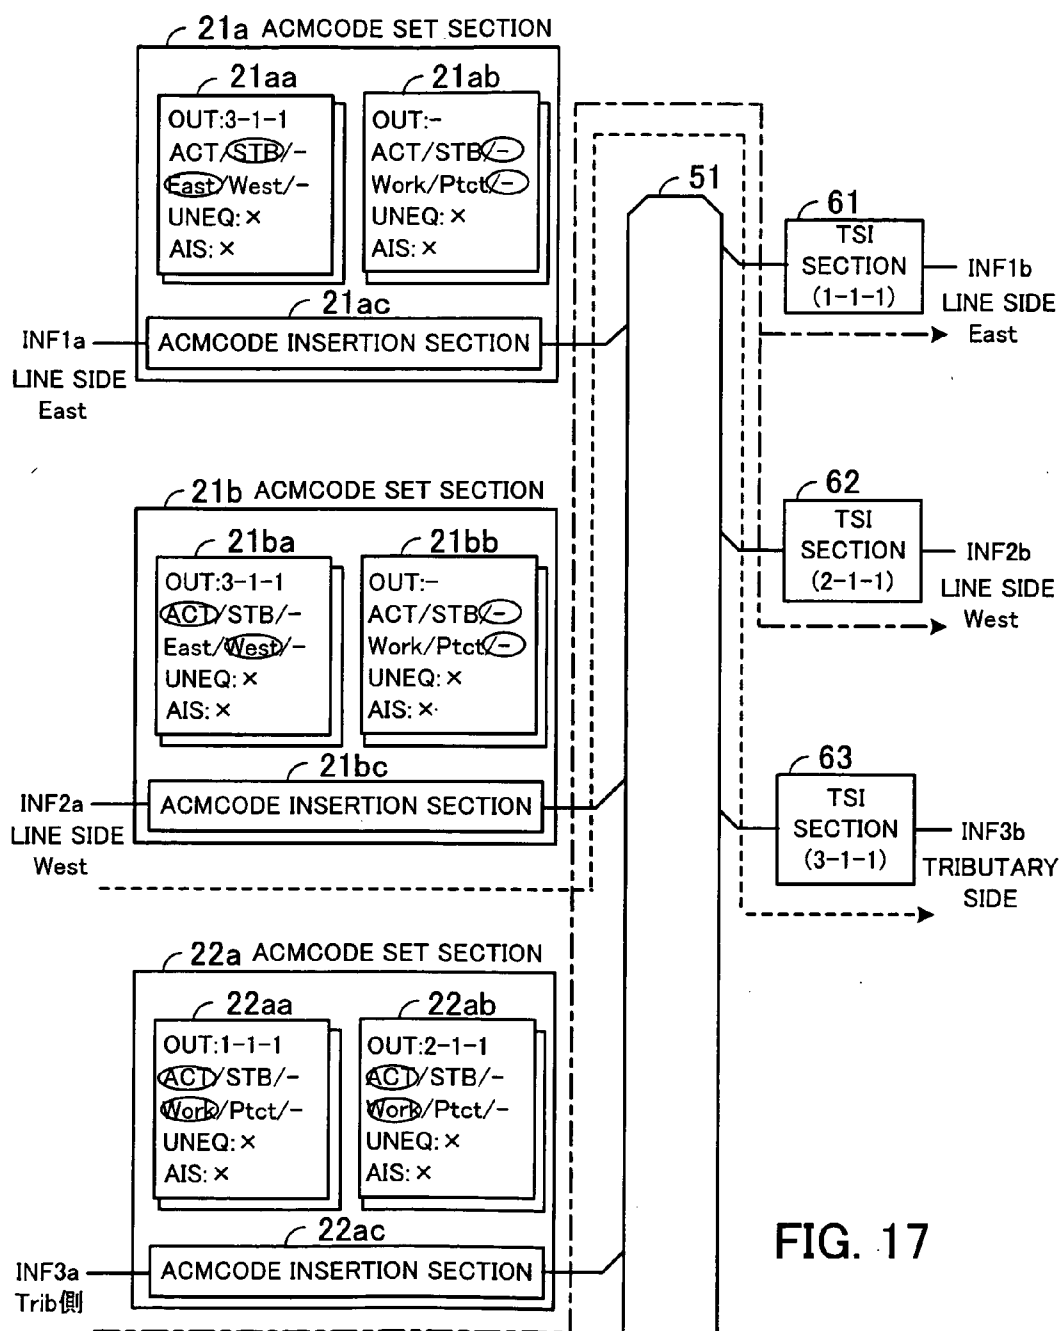 21a ACMCODE SET SECTION
21aa
OUT:3-1-1
ACT/STB/-
East/West/-
UNEQ:×
AIS:×
21ab
OUT:-
ACT/STB/-
Work/Ptct/-
UNEQ:×
AIS:×
21ac
INF1a
ACMCODE INSERTION SECTION
LINE SIDE
East
51
61
TSI
SECTION
(1-1-1)
INF1b
LINE SIDE
East
21b ACMCODE SET SECTION
21ba
OUT:3-1-1
ACT/STB/-
East/West/-
UNEQ:×
AIS:×
21bb
OUT:-
ACT/STB/-
Work/Ptct/-
UNEQ:×
AIS:×
21bc
INF2a
ACMCODE INSERTION SECTION
LINE SIDE
West
62
TSI
SECTION
(2-1-1)
INF2b
LINE SIDE
West
63
TSI
SECTION
(3-1-1)
INF3b
TRIBUTARY
SIDE
22a ACMCODE SET SECTION
22aa
OUT:1-1-1
ACT/STB/-
Work/Ptct/-
UNEQ:×
AIS:×
22ab
OUT:2-1-1
ACT/STB/-
Work/Ptct/-
UNEQ:×
AIS:×
22ac
INF3a
ACMCODE INSERTION SECTION
Trib側
FIG. 17